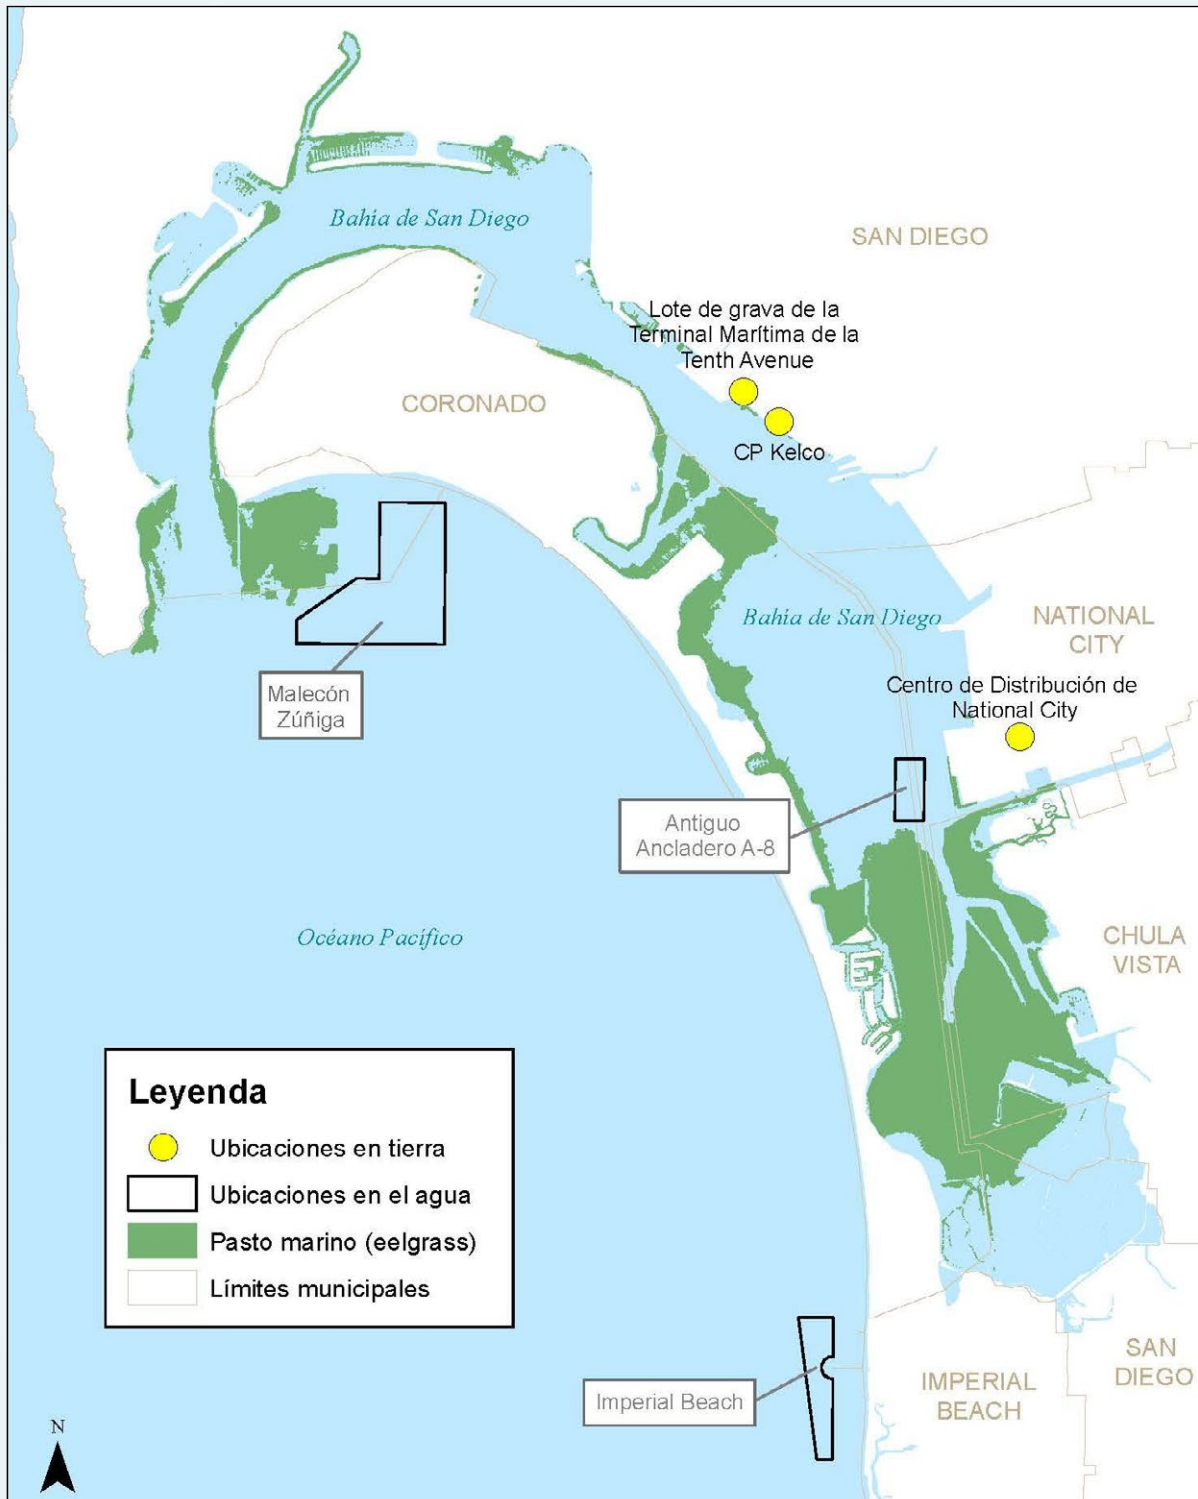 Bahía de San Diego
SAN DIEGO
Lote de grava de la
Terminal Marítima de la
Tenth Avenue
CORONADO
CP Kelco
Bahía de San Diego
NATIONAL
CITY
Centro de Distribución de
National City
Malecón
Zúñiga
Antiguo
Ancladero A-8
Océano Pacífico
CHULA
VISTA
Leyenda
Ubicaciones en tierra
Ubicaciones en el agua
Pasto marino (eelgrass)
Límites municipales
Imperial Beach
IMPERIAL
BEACH
SAN
DIEGO
N